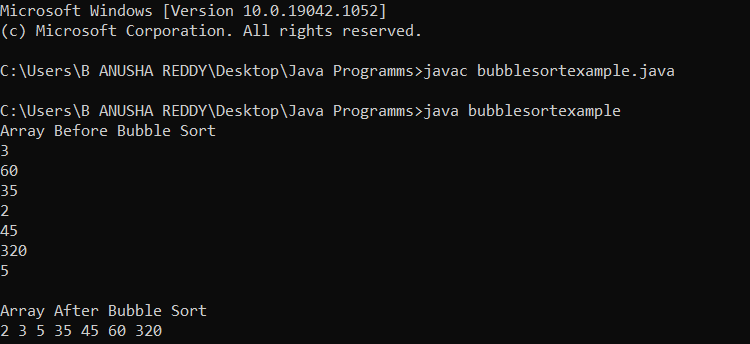 Microsoft Windows [Version 10.0.19042.1052]
(c) Microsoft Corporation. All rights reserved.
C:\Users\B ANUSHA REDDY\Desktop\Java Programms>javac bubblesortexample.java
C:\Users\B ANUSHA REDDY\Desktop\Java Programms>java bubblesortexample
Array Before Bubble Sort
3
60
35
2
45
320
5
Array After Bubble Sort
2 3 5 35 45 60 320